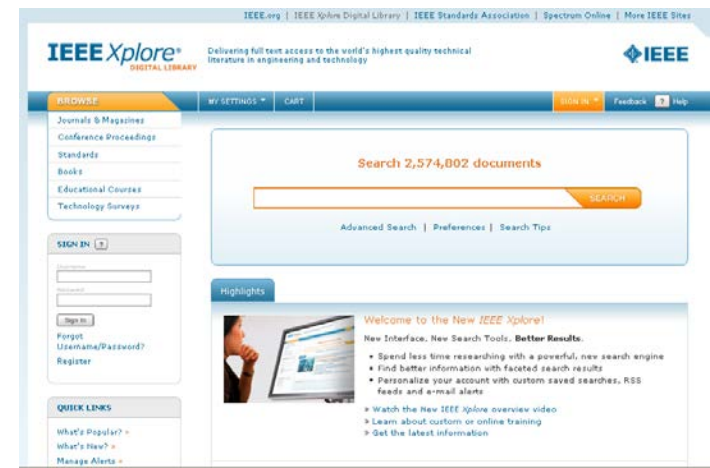 IEEE.org | IEEE Xplore Digital Library | IEEE Standards Association | Spectrum Online | More IEEE Sites
IEEE Xplore®
DIGITAL LIBRARY
Delivering full text access to the world's highest quality technical
literature in engineering and technology
IEEE
BROWSE
MY SETTINGS
CART
SIGN IN
Feedback
? Help
Journals & Magazines
Conference Proceedings
Standards
Books
Educational Courses
Technology Surveys
Search 2,574,802 documents
SEARCH
Advanced Search | Preferences | Search Tips
SIGN IN ?
Username
Password
Sign In
Forgot
Username/Password?
Register
Highlights
Welcome to the New IEEE Xplore!
New Interface. New Search Tools. Better Results.
• Spend less time researching with a powerful, new search engine
• Find better information with faceted search results
• Personalize your account with custom saved searches, RSS
feeds and e-mail alerts
» Watch the New IEEE Xplore overview video
» Learn about custom or online training
» Get the latest information
QUICK LINKS
What's Popular? »
What's New? »
Manage Alerts »